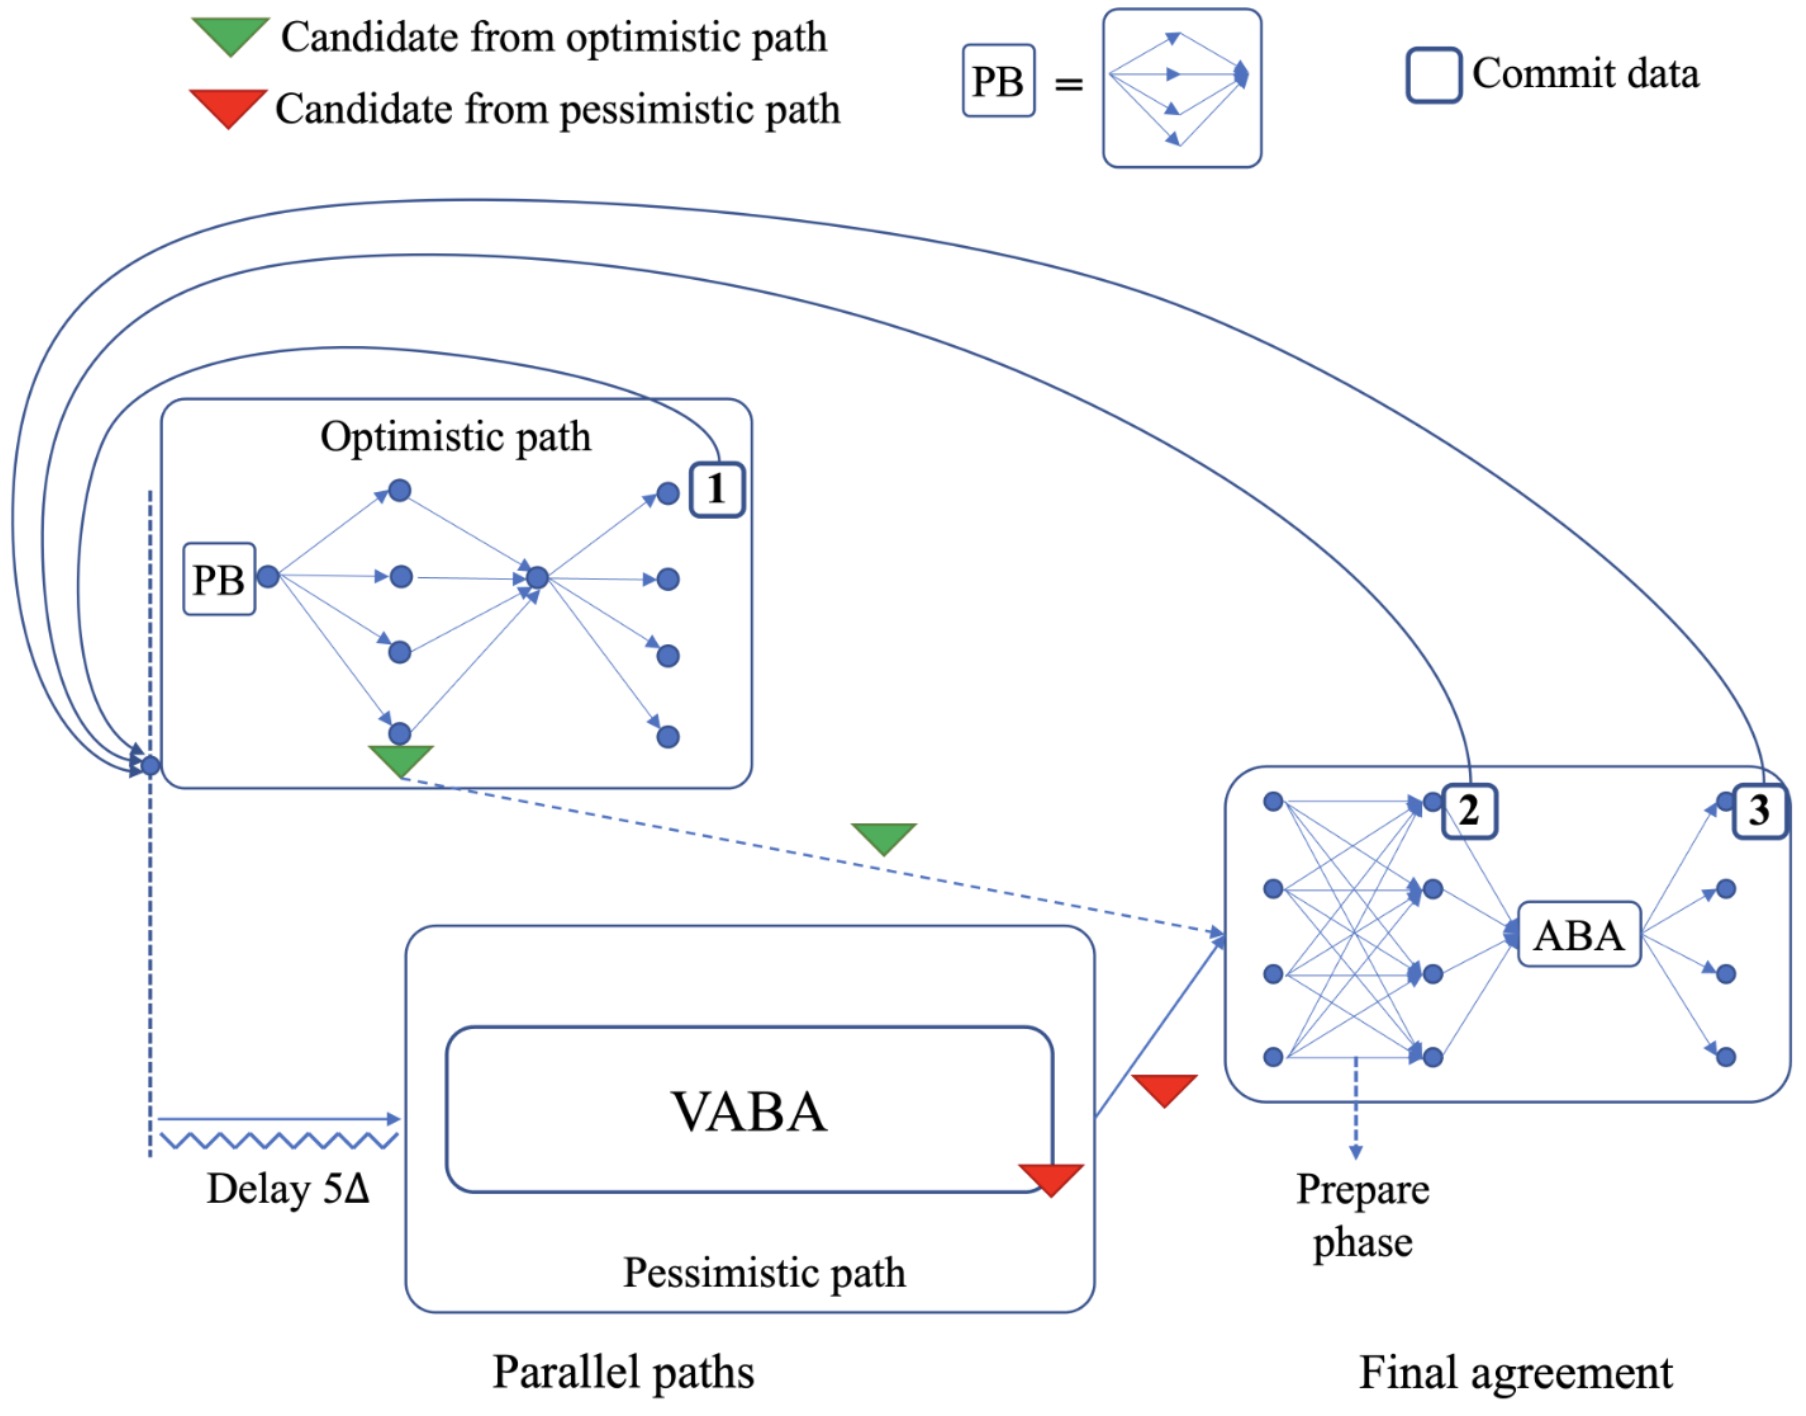 Candidate from optimistic path
Candidate from pessimistic path
PB =
Commit data
Optimistic path
1
PB
2
3
ABA
VABA
Delay 5Δ
Pessimistic path
Prepare
phase
Parallel paths
Final agreement